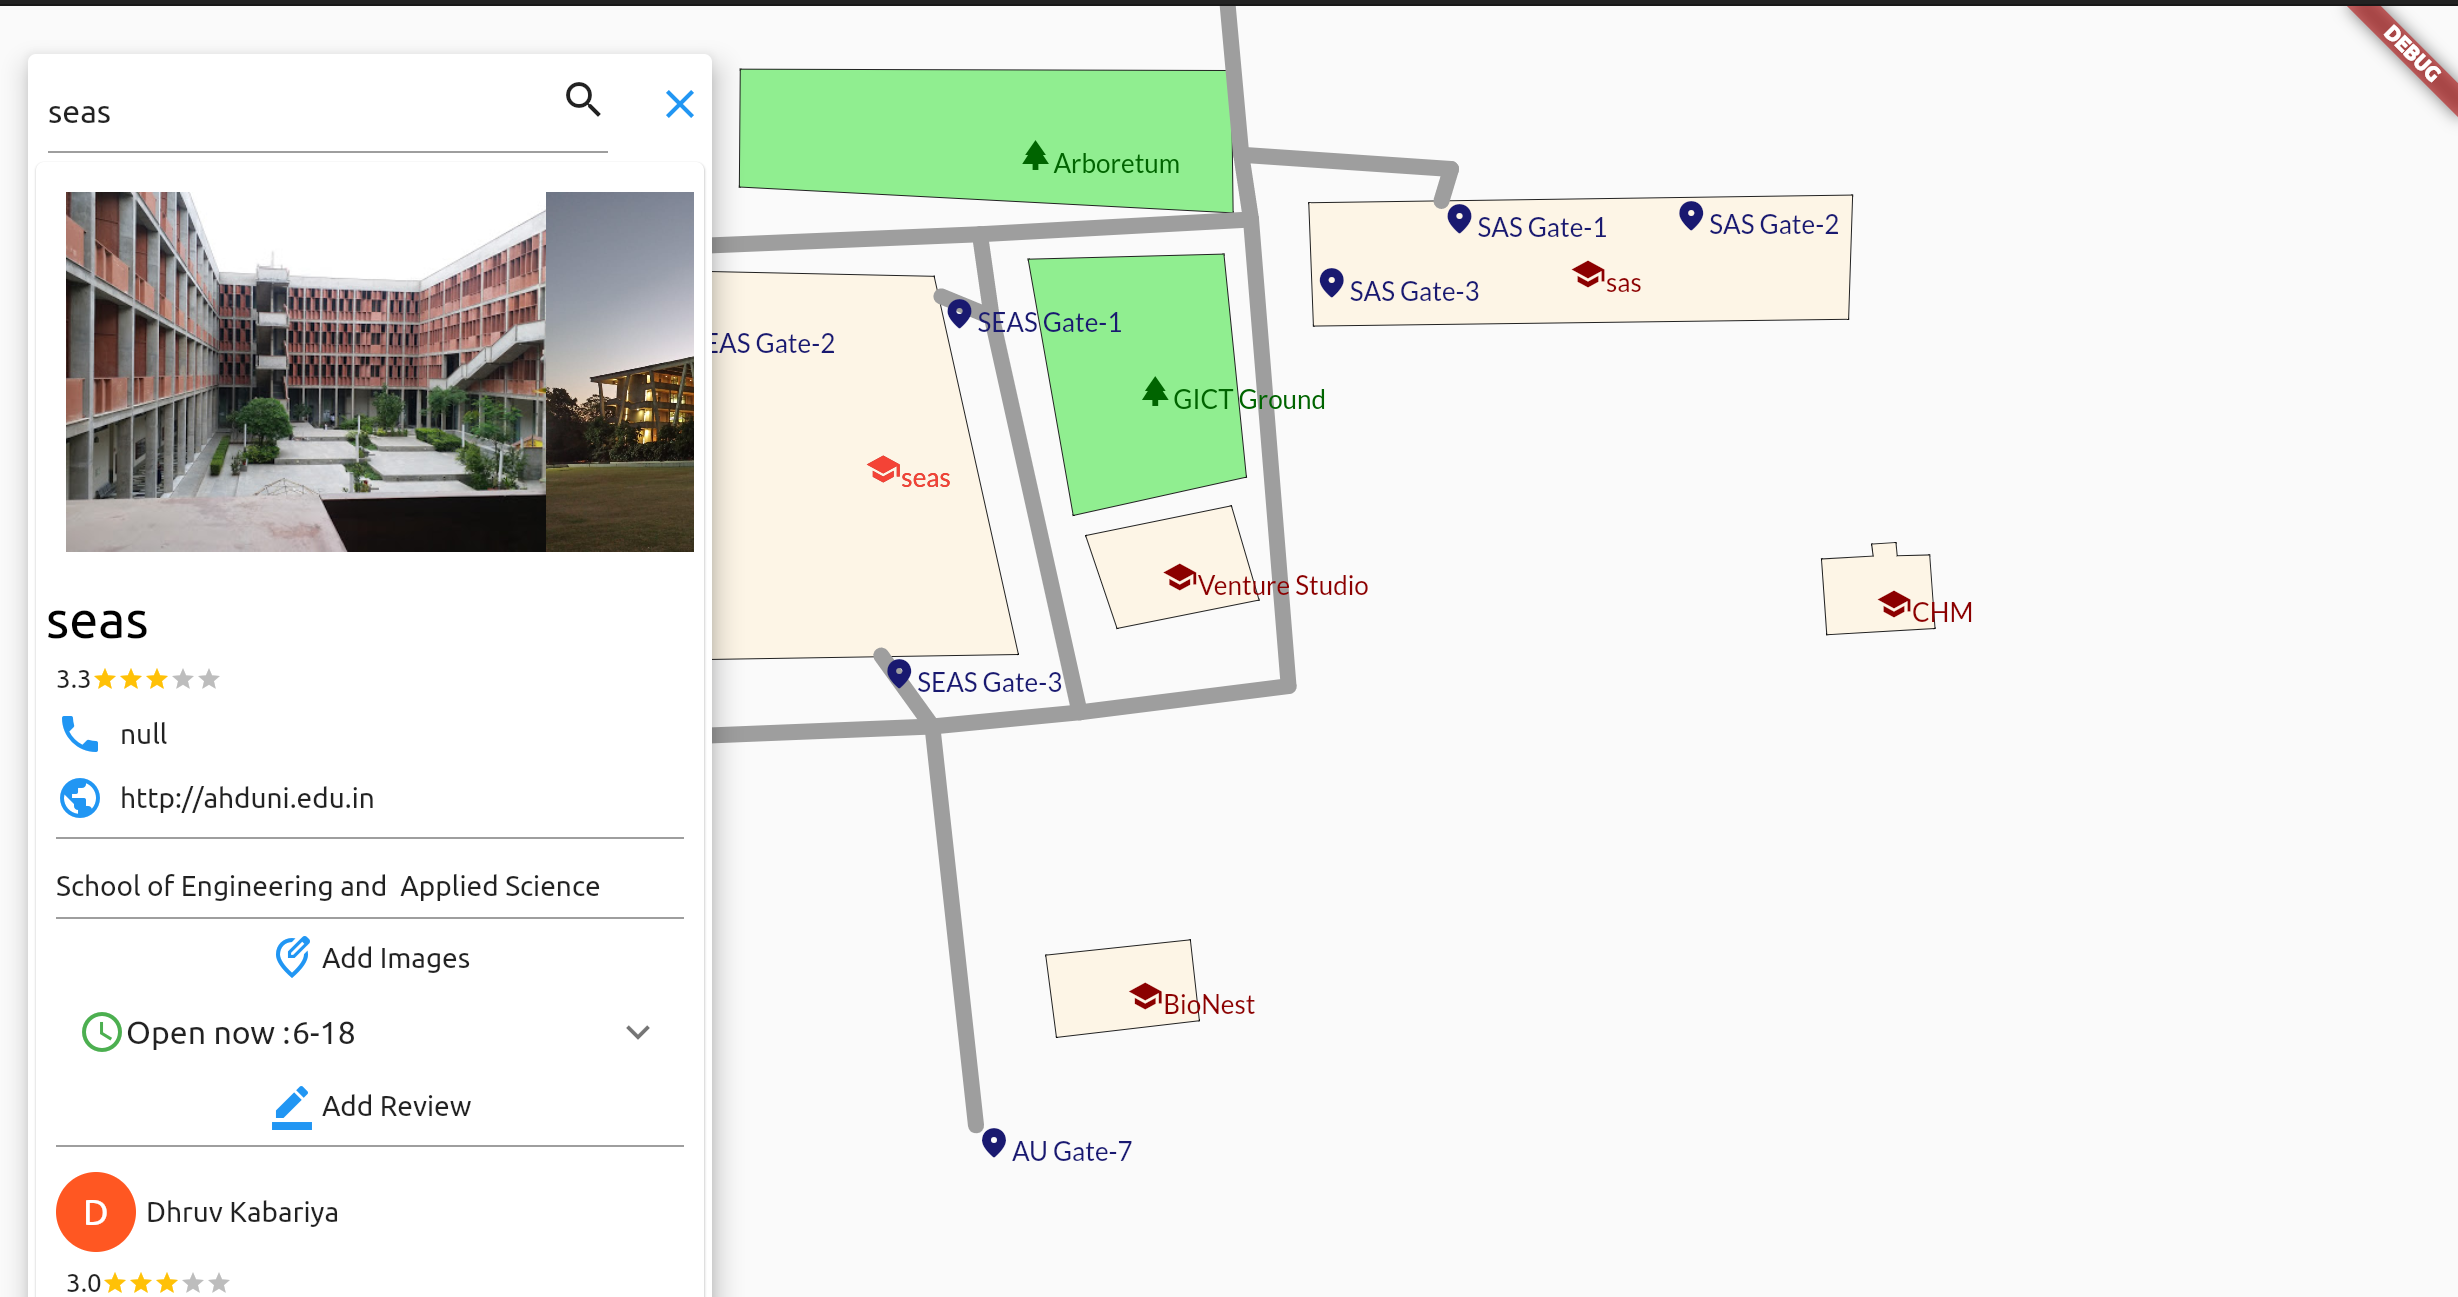 seas
seas
3.3
null
http://ahduni.edu.in
School of Engineering and  Applied Science
Add Images
Open now :6-18
Add Review
D
Dhruv Kabariya
3.0
DEBUG
Arboretum
SAS Gate-1
SAS Gate-2
SAS Gate-3
sas
SEAS Gate-1
EAS Gate-2
GICT Ground
seas
Venture Studio
CHM
SEAS Gate-3
BioNest
AU Gate-7